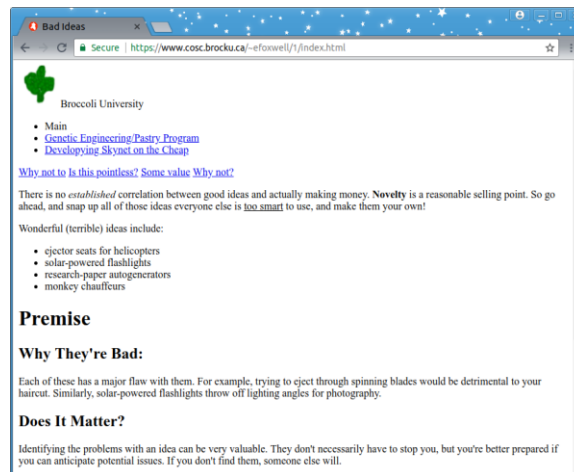 Bad Ideas
Secure | https://www.cosc.brocku.ca/~efoxwell/1/index.html
Broccoli University
Main
Genetic Engineering/Pastry Program
Developying Skynet on the Cheap
Why not to Is this pointless? Some value Why not?
There is no established correlation between good ideas and actually making money. Novelty is a reasonable selling point. So go
ahead, and snap up all of those ideas everyone else is too smart to use, and make them your own!
Wonderful (terrible) ideas include:
ejector seats for helicopters
solar-powered flashlights
research-paper autogenerators
monkey chauffeurs
Premise
Why They're Bad:
Each of these has a major flaw with them. For example, trying to eject through spinning blades would be detrimental to your
haircut. Similarly, solar-powered flashlights throw off lighting angles for photography.
Does It Matter?
Identifying the problems with an idea can be very valuable. They don't necessarily have to stop you, but you're better prepared if
you can anticipate potential issues. If you don't find them, someone else will.